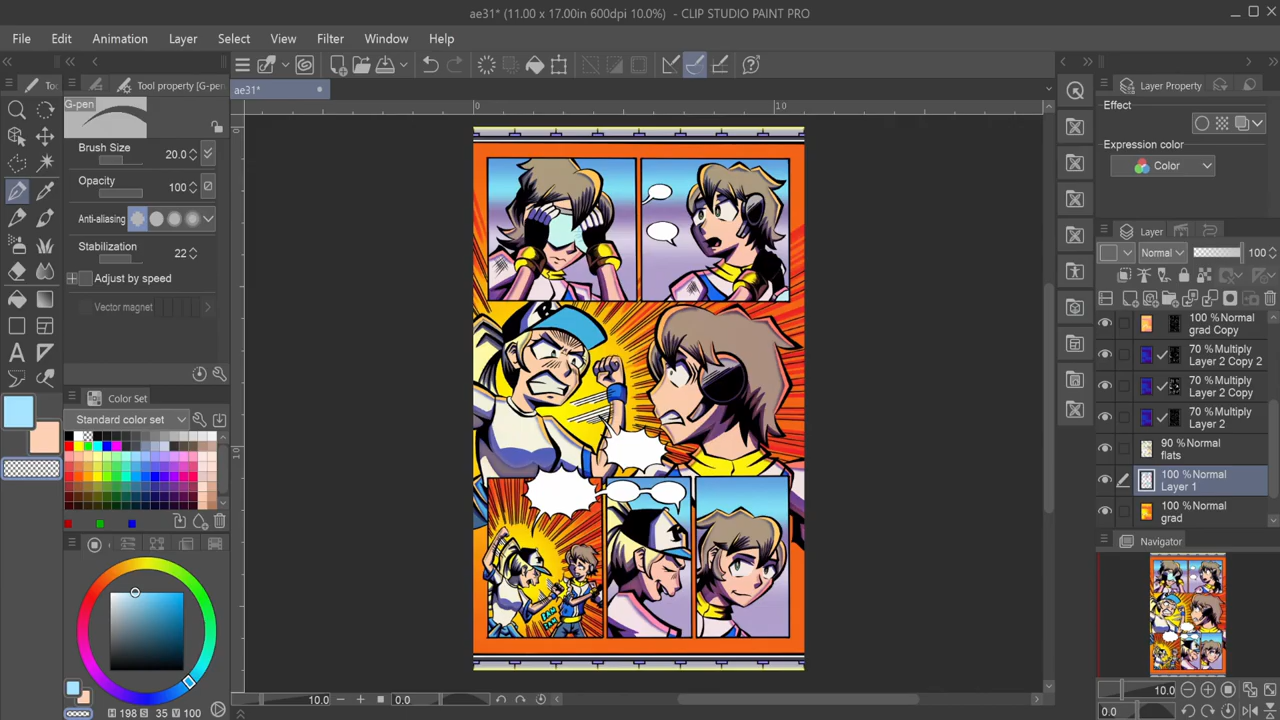 ae31* (11.00 x 17.00in 600dpi 10.0%) - CLIP STUDIO PAINT PRO
File Edit Animation Layer Select View Filter Window Help
Tool property [G-pen
ae31*
G-pen
Brush Size 20.0
Opacity 100
Anti-aliasing
Stabilization 22
Adjust by speed
Vector magnet
Color Set
Standard color set
H 198 S 35 V 100
0 10
0
10
BAM
BAM
10.0 0.0
Layer Property
Effect
Expression color
Color
Layer
Normal 100
100 % Normal
grad Copy
70 % Multiply
Layer 2 Copy
70 % Multiply
Layer 2 Copy 2
70 % Multiply
Layer 2
90 % Normal
flats
100 % Normal
Layer 1
100 % Normal
grad
Navigator
10.0
0.0